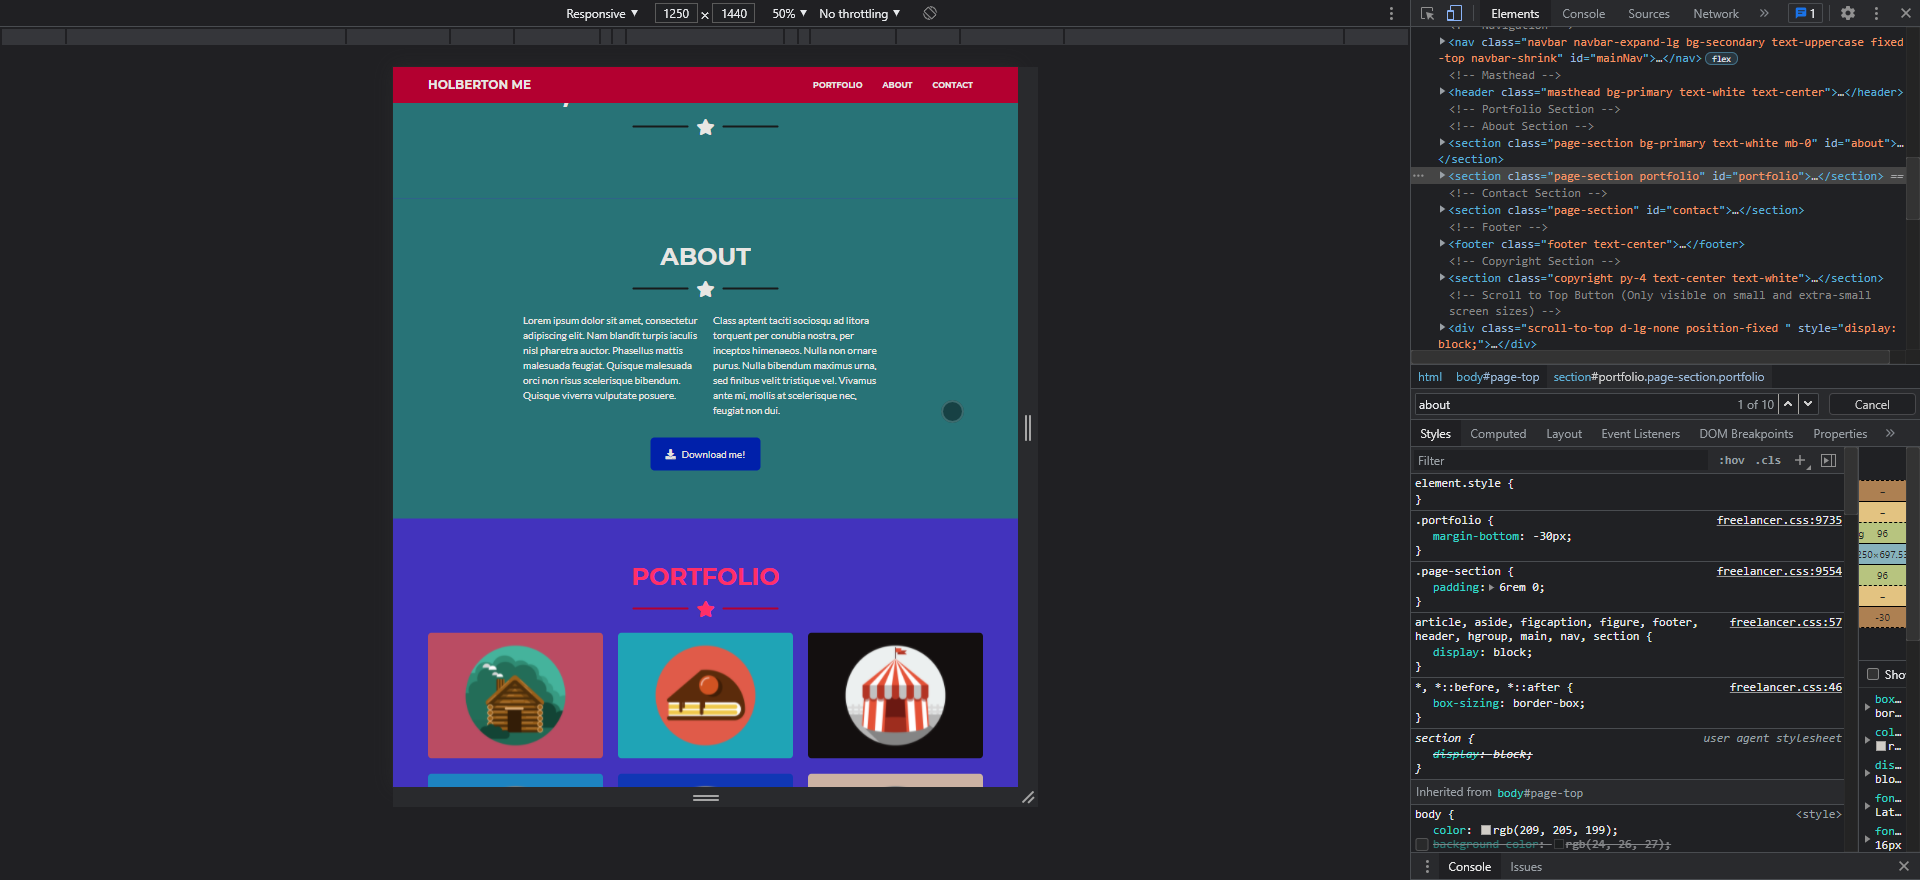 Responsive ▼ 1250 × 1440 50% ▼ No throttling ▼
HOLBERTON ME
PORTFOLIO ABOUT CONTACT
ABOUT
Lorem ipsum dolor sit amet, consectetur
adipiscing elit. Nam blandit turpis iaculis
nisl pharetra auctor. Phasellus mattis
malesuada feugiat. Quisque malesuada
orci non risus scelerisque bibendum.
Quisque viverra vulputate posuere.
Class aptent taciti sociosqu ad litora
torquent per conubia nostra, per
inceptos himenaeos. Nulla non ornare
purus. Nulla bibendum maximus urna,
sed finibus velit tristique vel. Vivamus
ante mi, mollis at scelerisque nec,
feugiat non dui.
Download me!
PORTFOLIO
Elements Console Sources Network » 1
<nav class="navbar navbar-expand-lg bg-secondary text-uppercase fixed
-top navbar-shrink" id="mainNav">…</nav> flex
<!-- Masthead -->
<header class="masthead bg-primary text-white text-center">…</header>
<!-- Portfolio Section -->
<!-- About Section -->
<section class="page-section bg-primary text-white mb-0" id="about">…
</section>
<section class="page-section portfolio" id="portfolio">…</section> ==
<!-- Contact Section -->
<section class="page-section" id="contact">…</section>
<!-- Footer -->
<footer class="footer text-center">…</footer>
<!-- Copyright Section -->
<section class="copyright py-4 text-center text-white">…</section>
<!-- Scroll to Top Button (Only visible on small and extra-small
screen sizes) -->
<div class="scroll-to-top d-lg-none position-fixed " style="display:
block;">…</div>
html body#page-top section#portfolio.page-section.portfolio
about 1 of 10 Cancel
Styles Computed Layout Event Listeners DOM Breakpoints Properties »
Filter :hov .cls +
element.style {
}
.portfolio { freelancer.css:9735
margin-bottom: -30px;
}
.page-section { freelancer.css:9554
padding: 6rem 0;
}
article, aside, figcaption, figure, footer, freelancer.css:57
header, hgroup, main, nav, section {
display: block;
}
*, *::before, *::after { freelancer.css:46
box-sizing: border-box;
}
section { user agent stylesheet
display: block;
}
Inherited from body#page-top
body { <style>
color: rgb(209, 205, 199);
background-color: rgb(24, 26, 27);
–
–
g 96
250×697.53
96
–
-30
Sho
box…
bor…
col…
r…
dis…
blo…
fon…
Lat…
fon…
16px
Console Issues